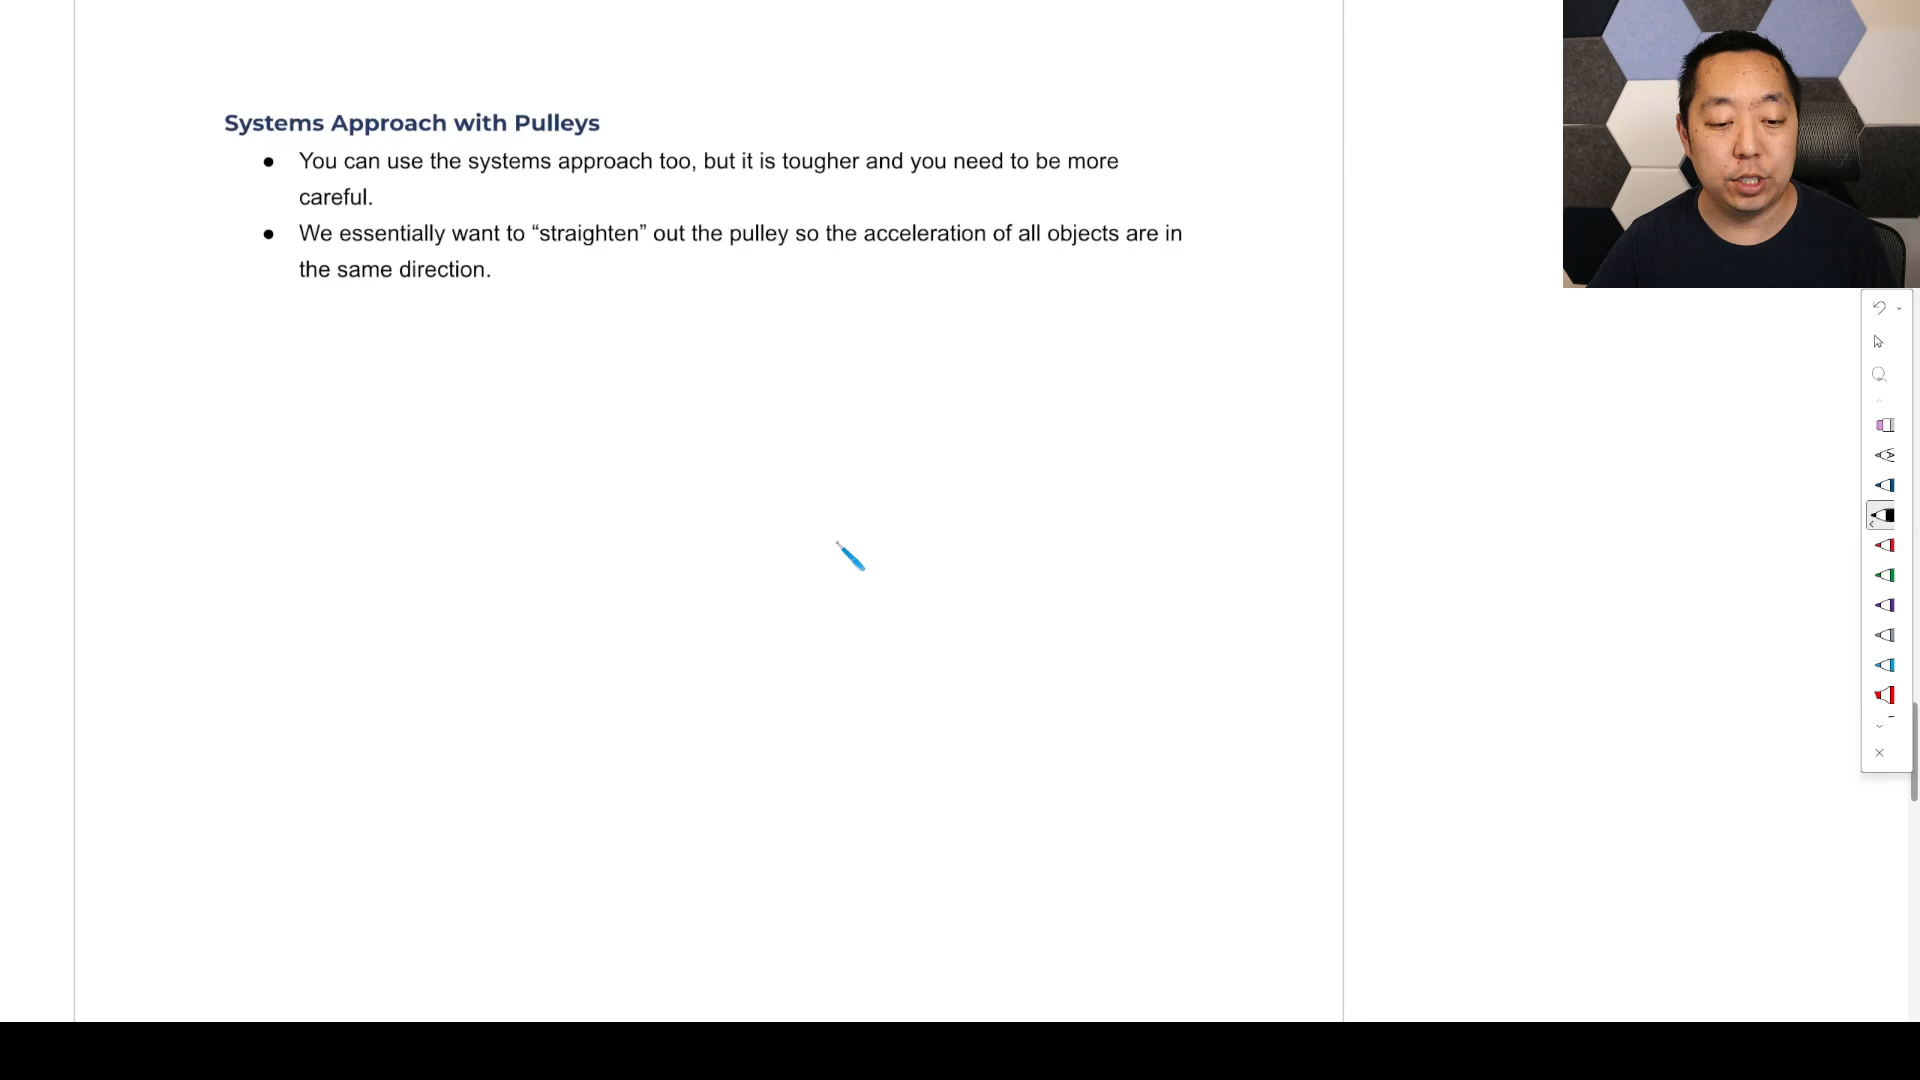 Systems Approach with Pulleys
● You can use the systems approach too, but it is tougher and you need to be more
careful.
● We essentially want to “straighten” out the pulley so the acceleration of all objects are in
the same direction.